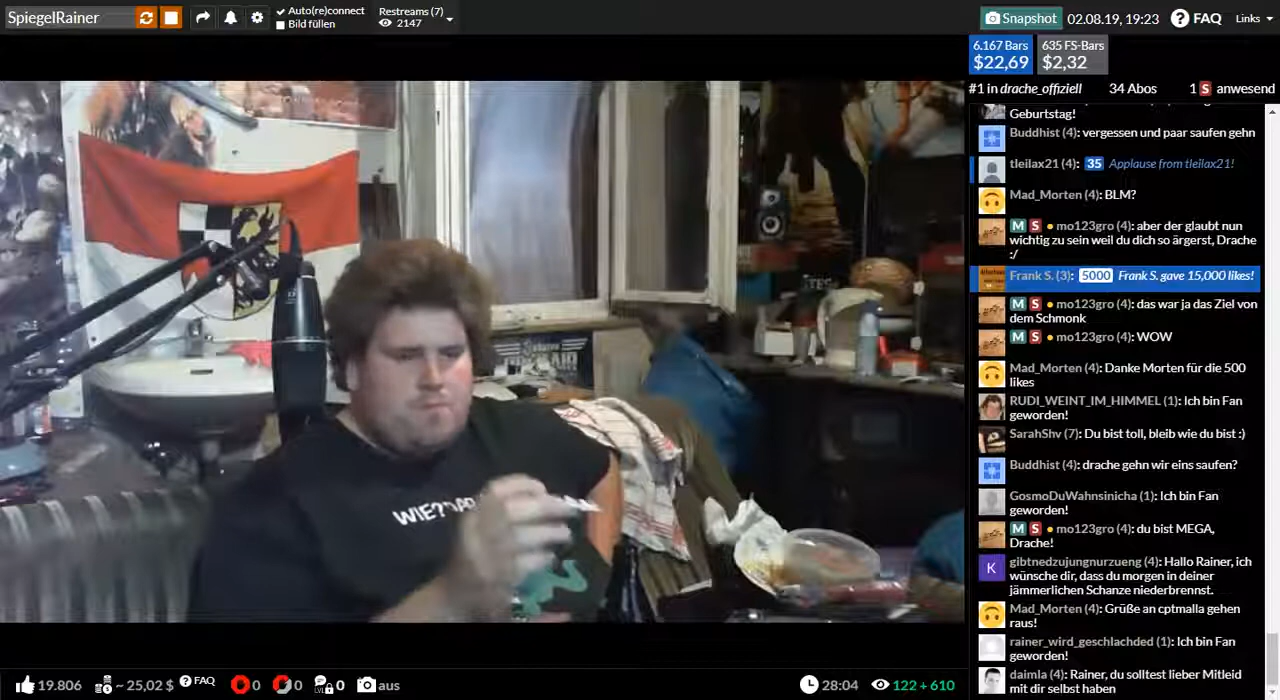 SpiegelRainer
Auto(re)connect
Bild füllen
Restreams (7)
2147
Snapshot
02.08.19, 19:23
FAQ
Links
6.167 Bars
$22,69
635 FS-Bars
$2,32
#1 in drache_offiziell
34 Abos
1 S anwesend
Geburtstag!
Buddhist (4): vergessen und paar saufen gehn
tleilax21 (4): 35 Applause from tleilax21!
Mad_Morten (4): BLM?
M S mo123gro (4): aber der glaubt nun
wichtig zu sein weil du dich so ärgerst, Drache
:/
Frank S. (3): 5000 Frank S. gave 15,000 likes!
M S mo123gro (4): das war ja das Ziel von
dem Schmonk
M S mo123gro (4): WOW
Mad_Morten (4): Danke Morten für die 500
likes
RUDI_WEINT_IM_HIMMEL (1): Ich bin Fan
geworden!
SarahShv (7): Du bist toll, bleib wie du bist :)
Buddhist (4): drache gehn wir eins saufen?
GosmoDuWahnsinicha (1): Ich bin Fan
geworden!
M S mo123gro (4): du bist MEGA,
Drache!
K
gibtnedzujungnurzueng (4): Hallo Rainer, ich
wünsche dir, dass du morgen in deiner
jämmerlichen Schanze niederbrennst.
Mad_Morten (4): Grüße an cptmalla gehen
raus!
rainer_wird_geschlachded (1): Ich bin Fan
geworden!
daimla (4): Rainer, du solltest lieber Mitleid
mit dir selbst haben
WIE?
19.806
~ 25,02 $
FAQ
0
0
0
aus
28:04
122 + 610